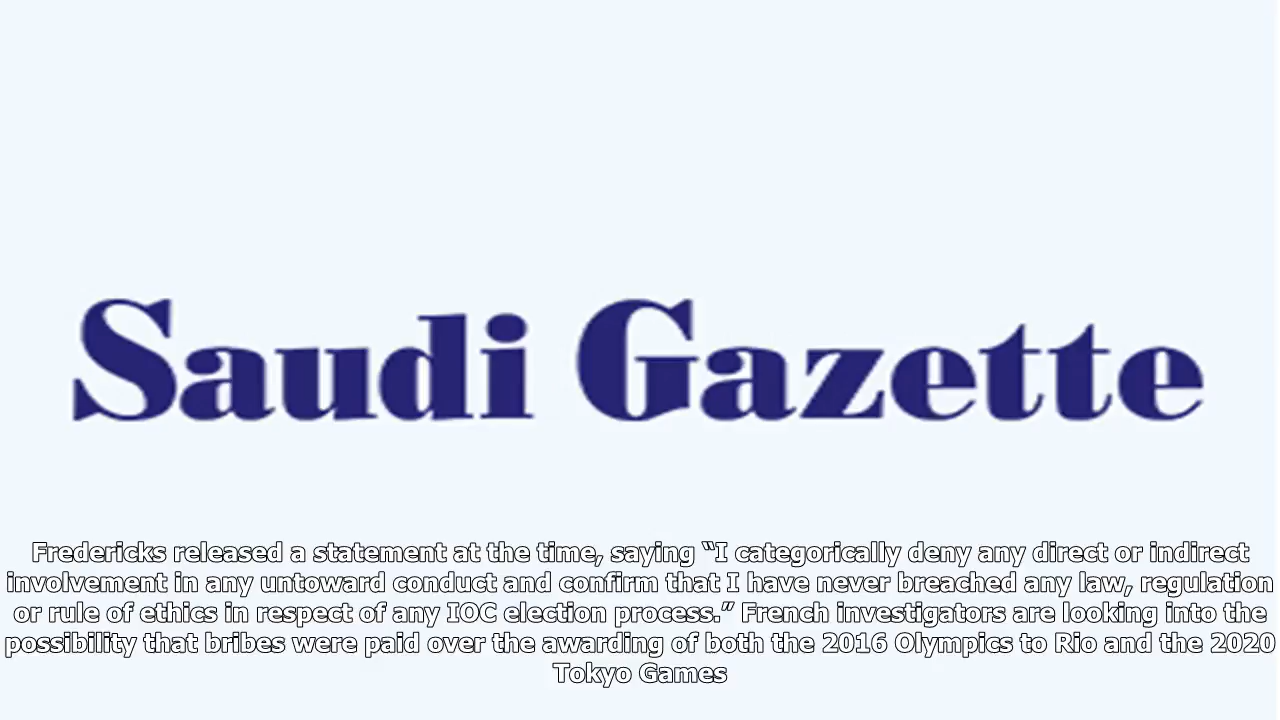 Saudi Gazette
Fredericks released a statement at the time, saying “I categorically deny any direct or indirect
involvement in any untoward conduct and confirm that I have never breached any law, regulation
or rule of ethics in respect of any IOC election process.” French investigators are looking into the
possibility that bribes were paid over the awarding of both the 2016 Olympics to Rio and the 2020
Tokyo Games